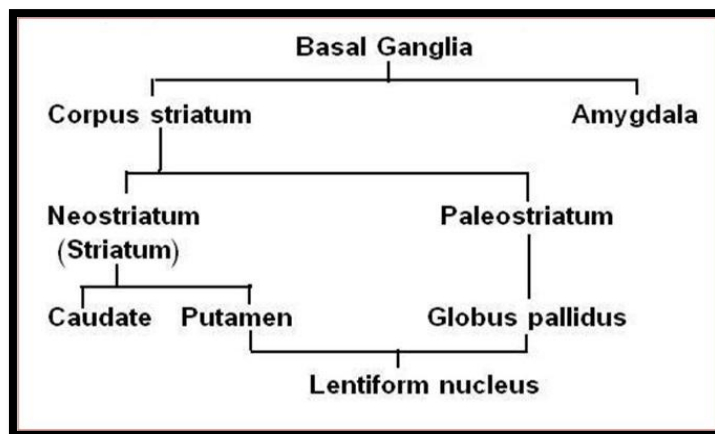 Basal Ganglia
Corpus striatum Amygdala
Neostriatum Paleostriatum
(Striatum)
Caudate Putamen Globus pallidus
Lentiform nucleus